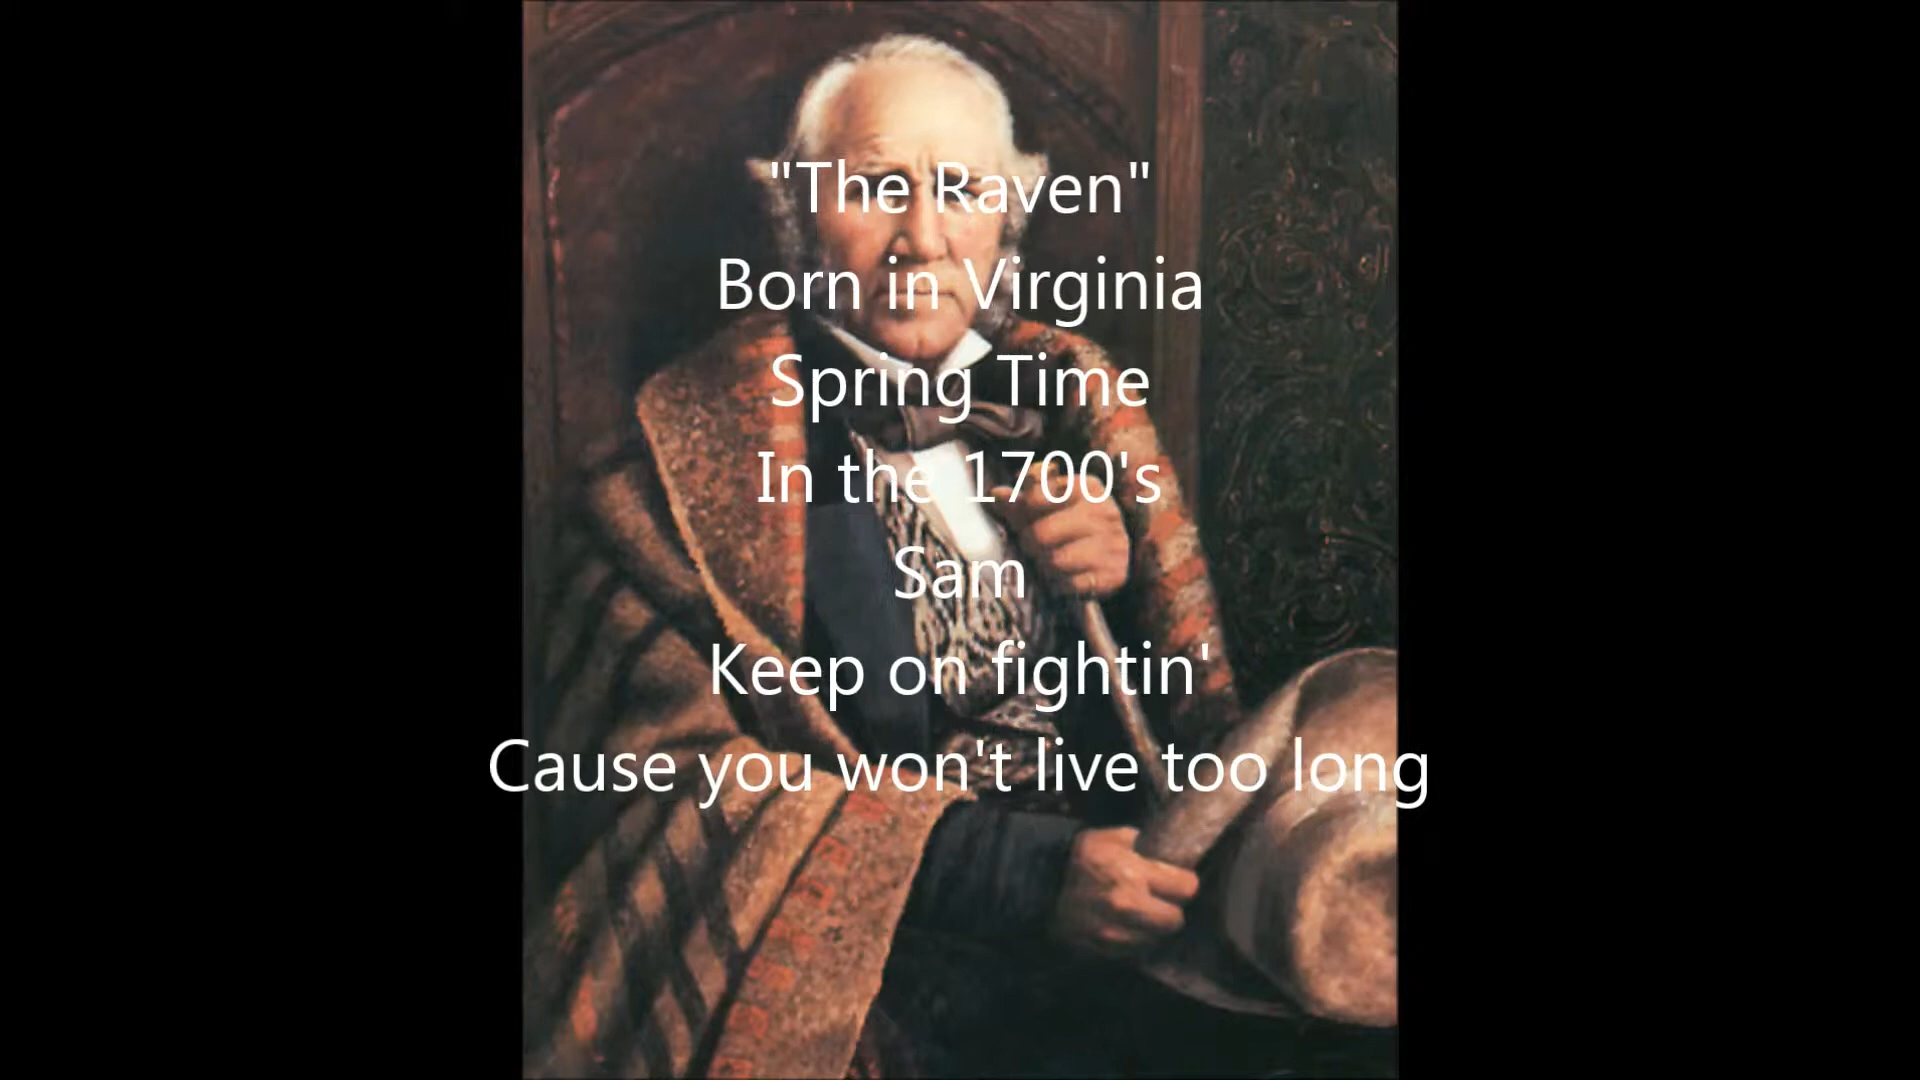 "The Raven"
Born in Virginia
Spring Time
In the 1700's
Sam
Keep on fightin'
Cause you won't live too long